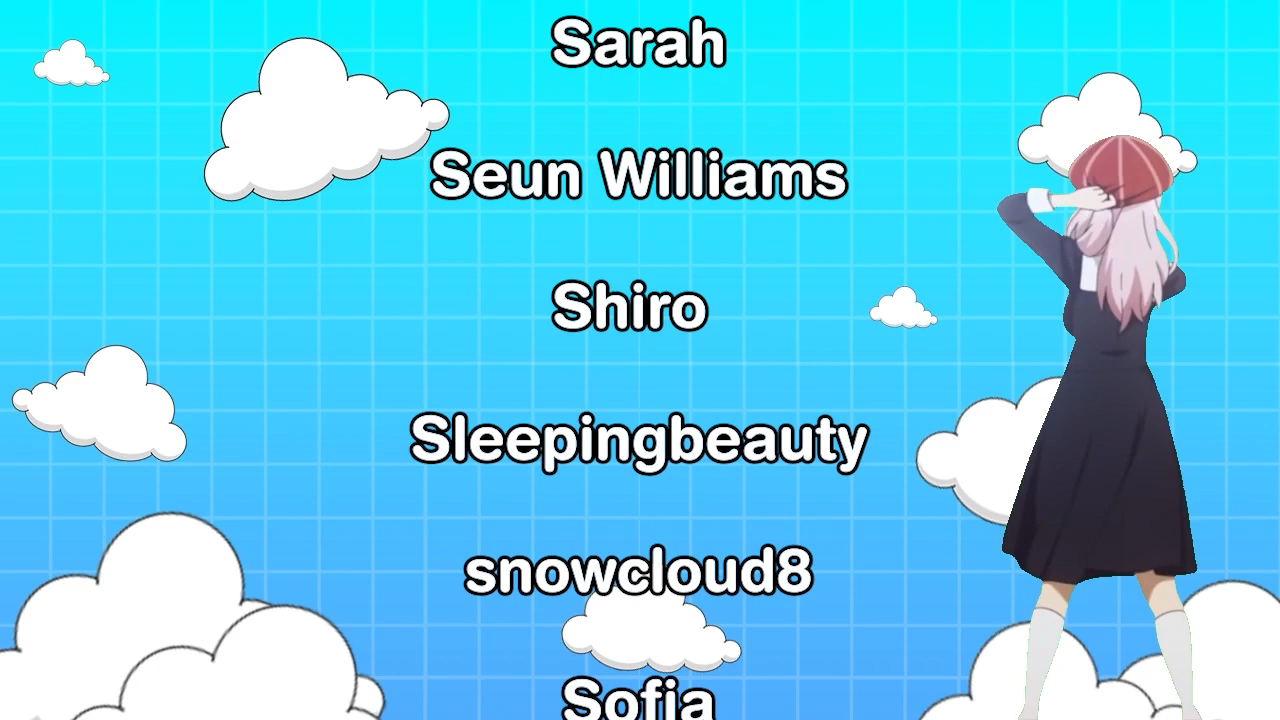 Sarah
Seun Williams
Shiro
Sleepingbeauty
snowcloud8
Sofia